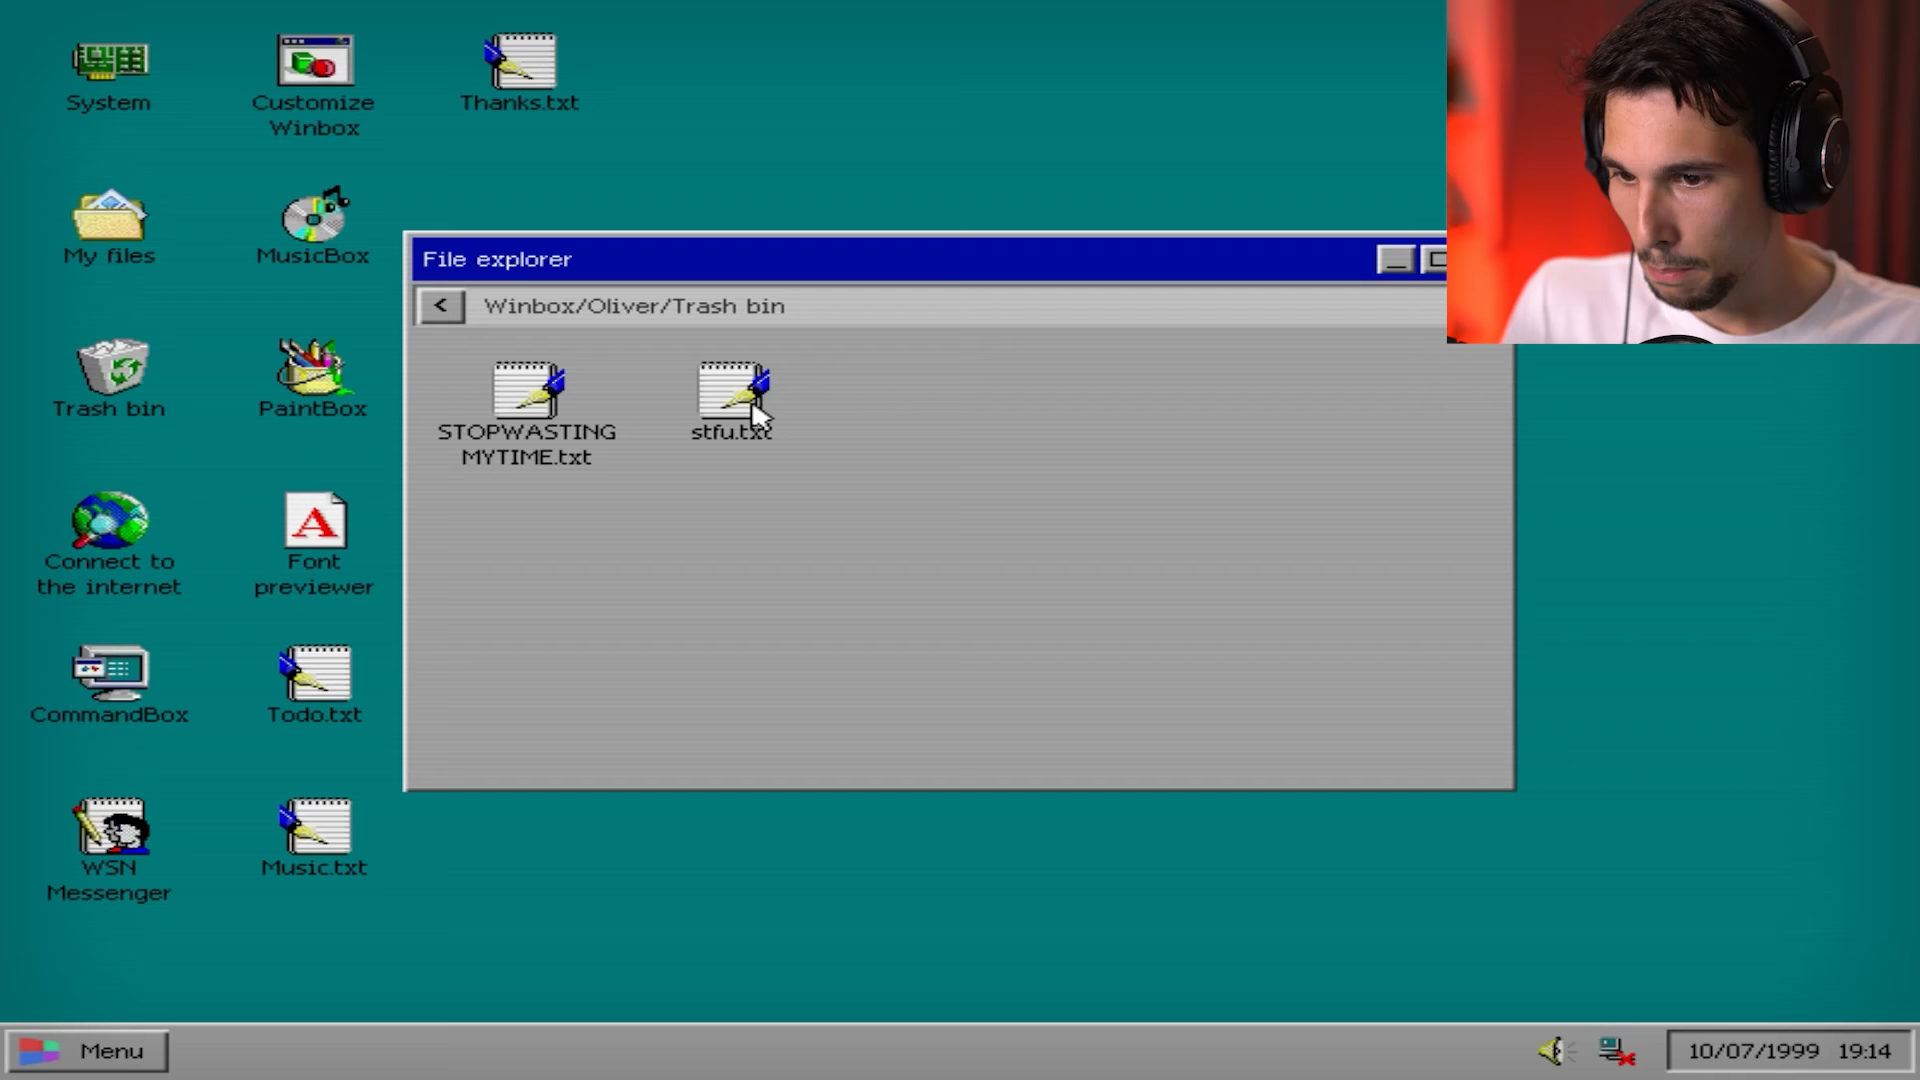 System
Customize
Winbox
Thanks.txt
My files
MusicBox
File explorer
<
Winbox/Oliver/Trash bin
Trash bin
PaintBox
STOPWASTING
MYTIME.txt
stfu.txt
Connect to
the internet
A
Font
previewer
CommandBox
Todo.txt
WSN
Messenger
Music.txt
Menu
10/07/1999 19:14